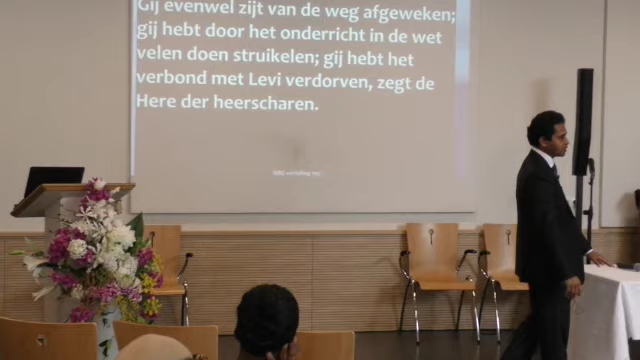 Gij evenwel zijt van de weg afgeweken;
gij hebt door het onderricht in de wet
velen doen struikelen; gij hebt het
verbond met Levi verdorven, zegt de
Here der heerscharen.